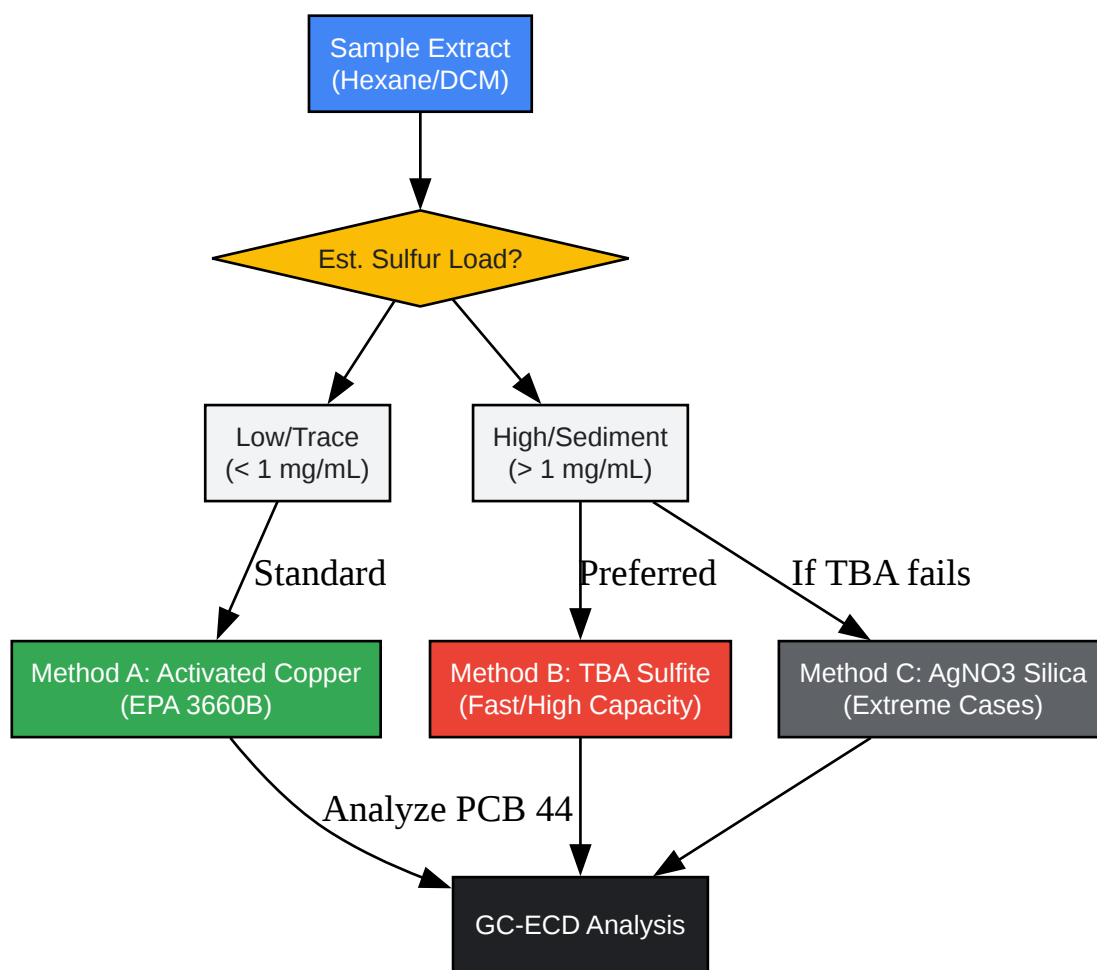 Sample Extract
(Hexane/DCM)
Est. Sulfur Load?
Low/Trace
(< 1 mg/mL)
High/Sediment
(> 1 mg/mL)
Standard
Preferred
If TBA fails
Method A: Activated Copper
(EPA 3660B)
Method B: TBA Sulfite
(Fast/High Capacity)
Method C: AgNO3 Silica
(Extreme Cases)
Analyze PCB 44
GC-ECD Analysis